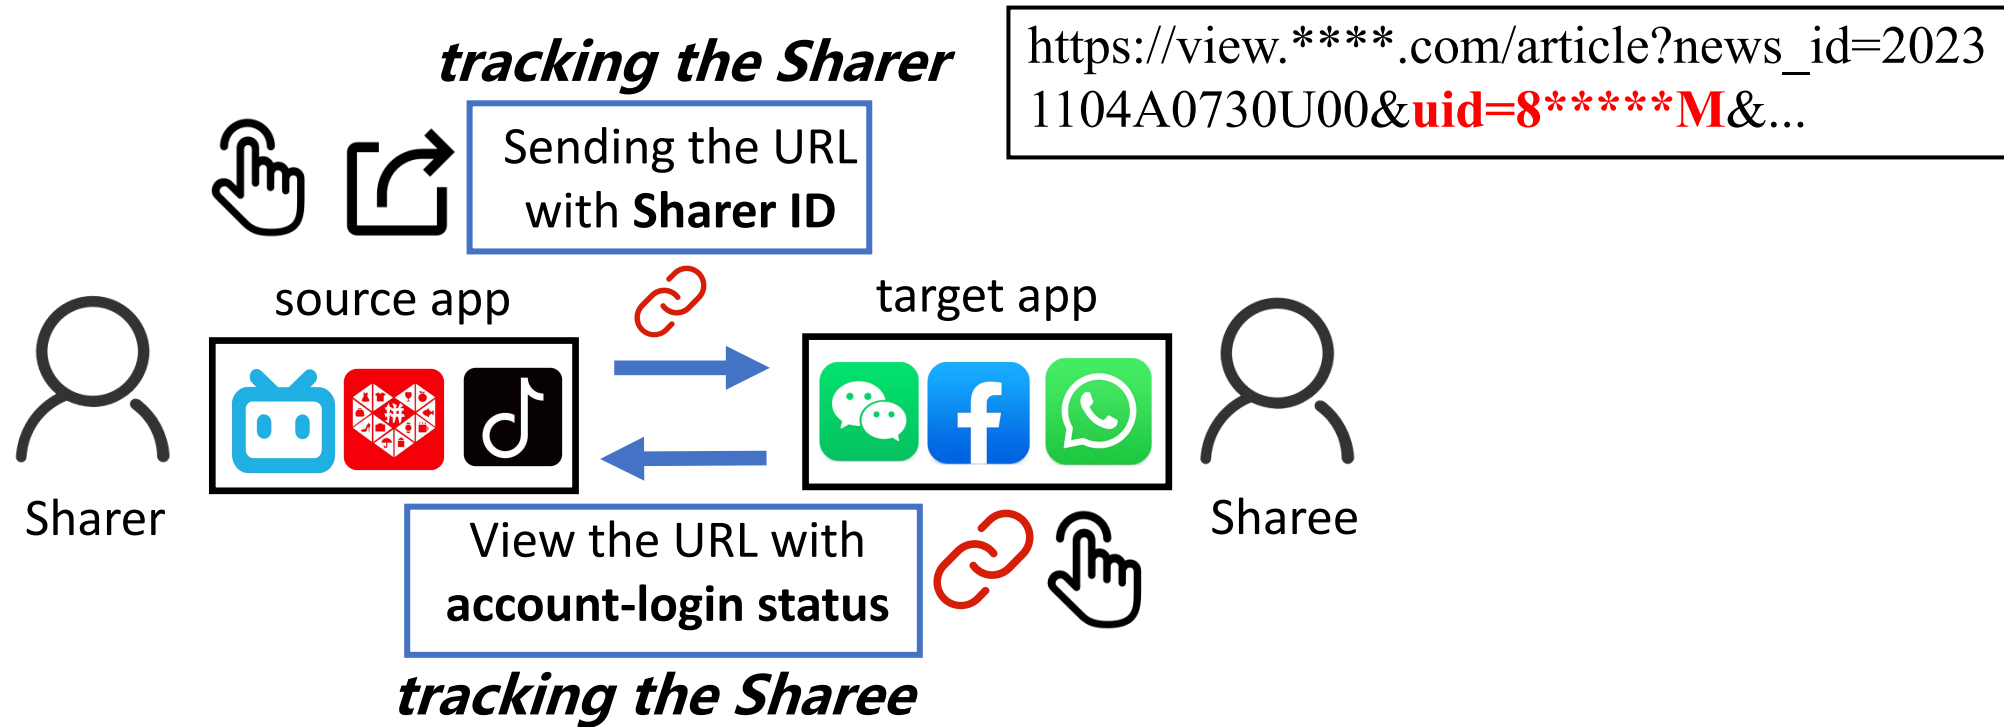 tracking the Sharer
https://view.****.com/article?news_id=2023
1104A0730U00&uid=8*****M&...
Sending the URL
with Sharer ID
source app
target app
Sharer
Sharee
View the URL with
account-login status
tracking the Sharee